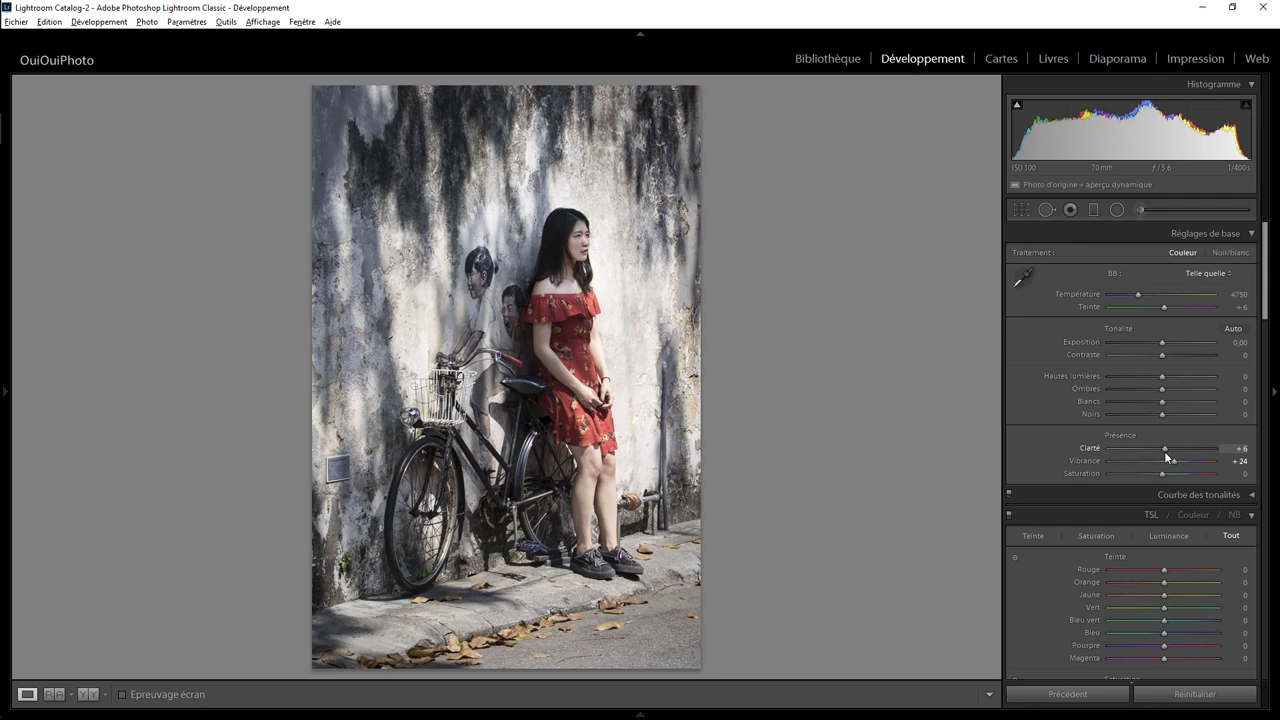 Lightroom Catalog-2 - Adobe Photoshop Lightroom Classic - Développement
Fichier Edition Développement Photo Paramètres Outils Affichage Fenêtre Aide
OuiOuiPhoto
Bibliothèque | Développement | Cartes | Livres | Diaporama | Impression | Web
Histogramme
ISO 100 70 mm ƒ / 5,6 1/400 s
Photo d'origine + aperçu dynamique
Réglages de base
Traitement : Couleur Noir/blanc
BB : Telle quelle
Température 4750
Teinte + 6
Tonalité Auto
Exposition 0,00
Contraste 0
Hautes lumières 0
Ombres 0
Blancs 0
Noirs 0
Présence
Clarté + 6
Vibrance + 24
Saturation 0
Courbe des tonalités
TSL / Couleur / NB
Teinte Saturation Luminance Tout
Teinte
Rouge 0
Orange 0
Jaune 0
Vert 0
Bleu vert 0
Bleu 0
Pourpre 0
Magenta 0
Saturation
Epreuvage écran
Précédent Réinitialiser